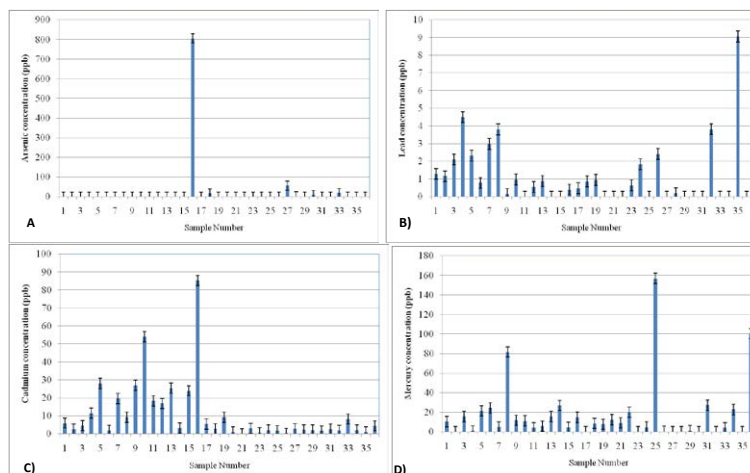 Arsenic concentration (ppb)
900
800
700
600
500
400
300
200
100
0
1 3 5 7 9 11 13 15 17 19 21 23 25 27 29 31 33 35
Sample Number
A
Lead concentration (ppb)
10
9
8
7
6
5
4
3
2
1
0
1 3 5 7 9 11 13 15 17 19 21 23 25 27 29 31 33 35
Sample Number
B)
Cadmium concentration (ppb)
100
90
80
70
60
50
40
30
20
10
0
1 3 5 7 9 11 13 15 17 19 21 23 25 27 29 31 33 35
Sample Number
C)
Mercury concentration (ppb)
180
160
140
120
100
80
60
40
20
0
1 3 5 7 9 11 13 15 17 19 21 23 25 27 29 31 33 35
Sample Number
D)